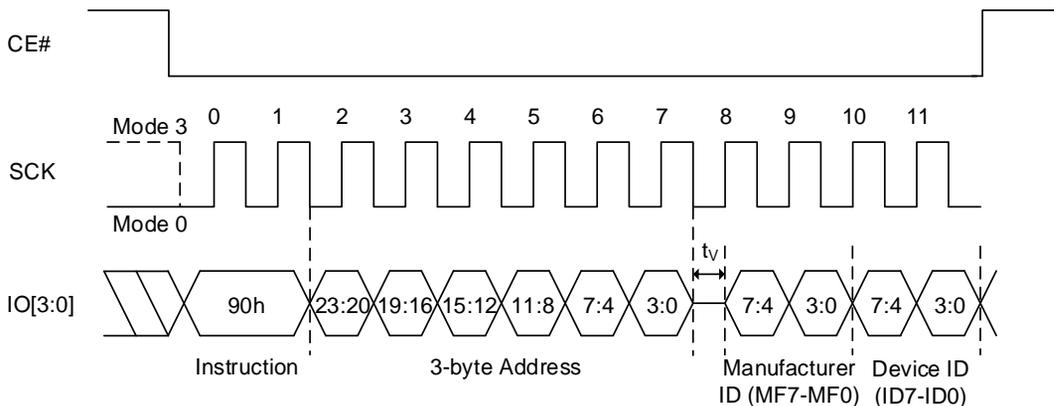 CE#
0 1 2 3 4 5 6 7 8 9 10 11
Mode 3
SCK
Mode 0
tV
IO[3:0] 90h 23:20 19:16 15:12 11:8 7:4 3:0 7:4 3:0 7:4 3:0
Instruction 3-byte Address Manufacturer Device ID
ID (MF7-MF0) (ID7-ID0)